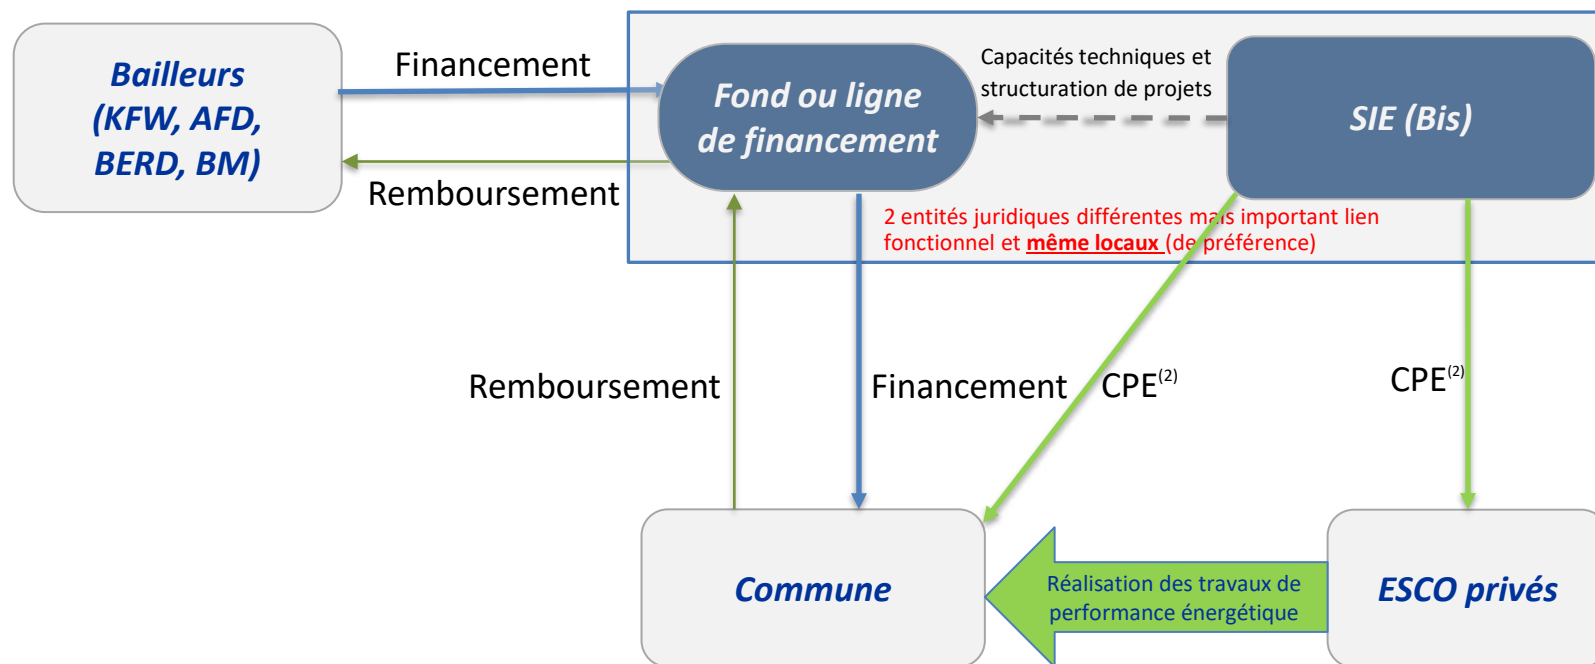 Bailleurs
(KFW, AFD,
BERD, BM)
Financement
Remboursement
Fond ou ligne
de financement
Capacités techniques et
structuration de projets
SIE (Bis)
2 entités juridiques différentes mais important lien
fonctionnel et même locaux (de préférence)
Remboursement
Financement
CPE(2)
CPE(2)
Commune
Réalisation des travaux de
performance énergétique
ESCO privés